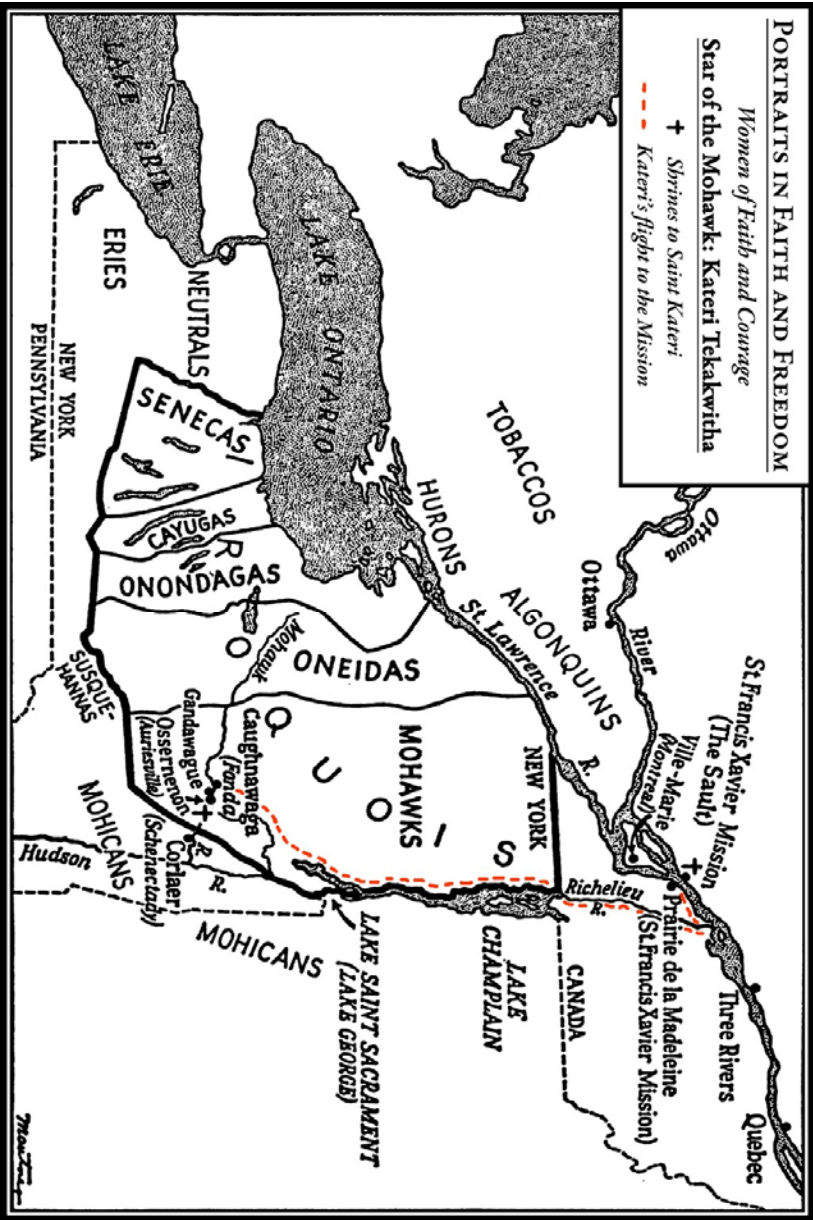 PORTRAITS IN FAITH AND FREEDOM
Women of Faith and Courage
Star of the Mohawk: Kateri Tekakwitha
Shrines to Saint Kateri
Kateri's flight to the Mission
Ottawa
River
Ottawa
St. Francis Xavier Mission
(The Sault)
Ville-Marie
(Montreal)
Prairie de la Madeleine
(St. Francis Xavier Mission)
Three Rivers
Quebec
TOBACCOS
ALGONQUINS
HURONS
St. Lawrence
R.
NEW YORK
CANADA
Richelieu
R.
LAKE
CHAMPLAIN
LAKE SAINT SACRAMENT
(LAKE GEORGE)
LAKE ONTARIO
LAKE ERIE
NEUTRALS
ERIES
IROQUOIS
SENECAS
CAYUGAS
ONONDAGAS
ONEIDAS
MOHAWKS
Mohawk
R.
Caughnawaga
(Fanda)
Gandawague
Ossernenon
(Auriesville)
Corlaer
(Schenectady)
SUSQUE-
HANNAS
MOHICANS
MOHICANS
Hudson
R.
NEW YORK
PENNSYLVANIA